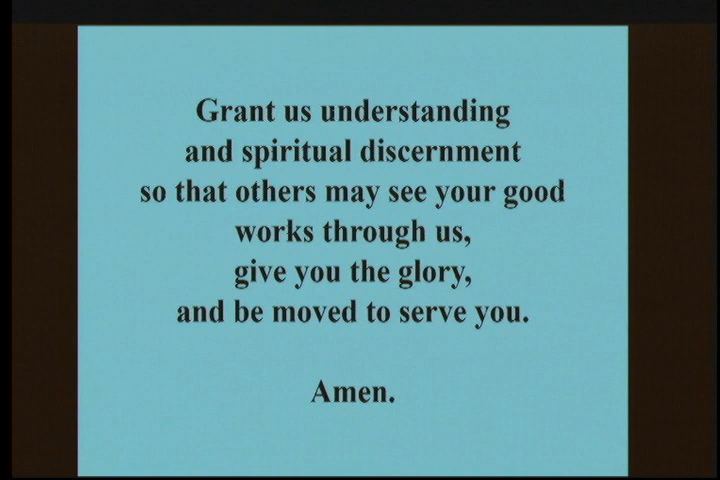 Grant us understanding
and spiritual discernment
so that others may see your good
works through us,
give you the glory,
and be moved to serve you.
Amen.